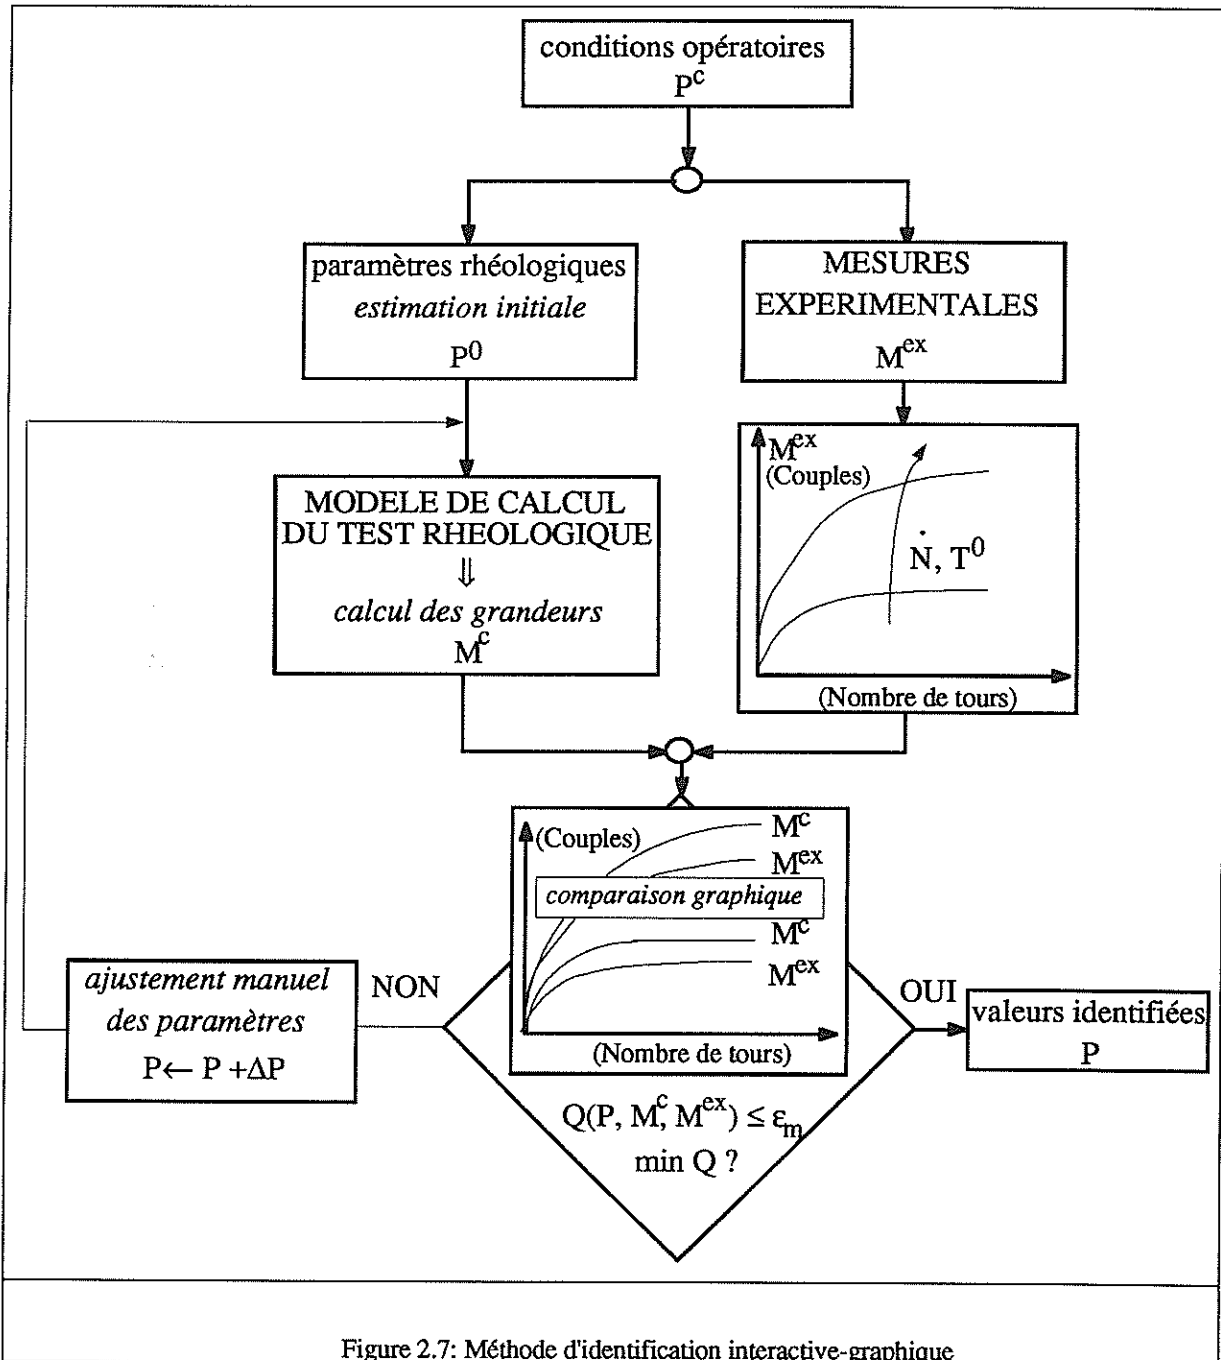 conditions opératoires
P^c
paramètres rhéologiques
estimation initiale
P^0
MESURES
EXPERIMENTALES
M^ex
MODELE DE CALCUL
DU TEST RHEOLOGIQUE
⇓
calcul des grandeurs
M^c
M^ex
(Couples)
Ṅ, T^0
(Nombre de tours)
(Couples)
M^c
M^ex
comparaison graphique
M^c
M^ex
(Nombre de tours)
ajustement manuel
des paramètres
P← P +ΔP
NON
OUI
valeurs identifiées
P
Q(P, M^c, M^ex) ≤ ε_m
min Q ?
Figure 2.7: Méthode d'identification interactive-graphique